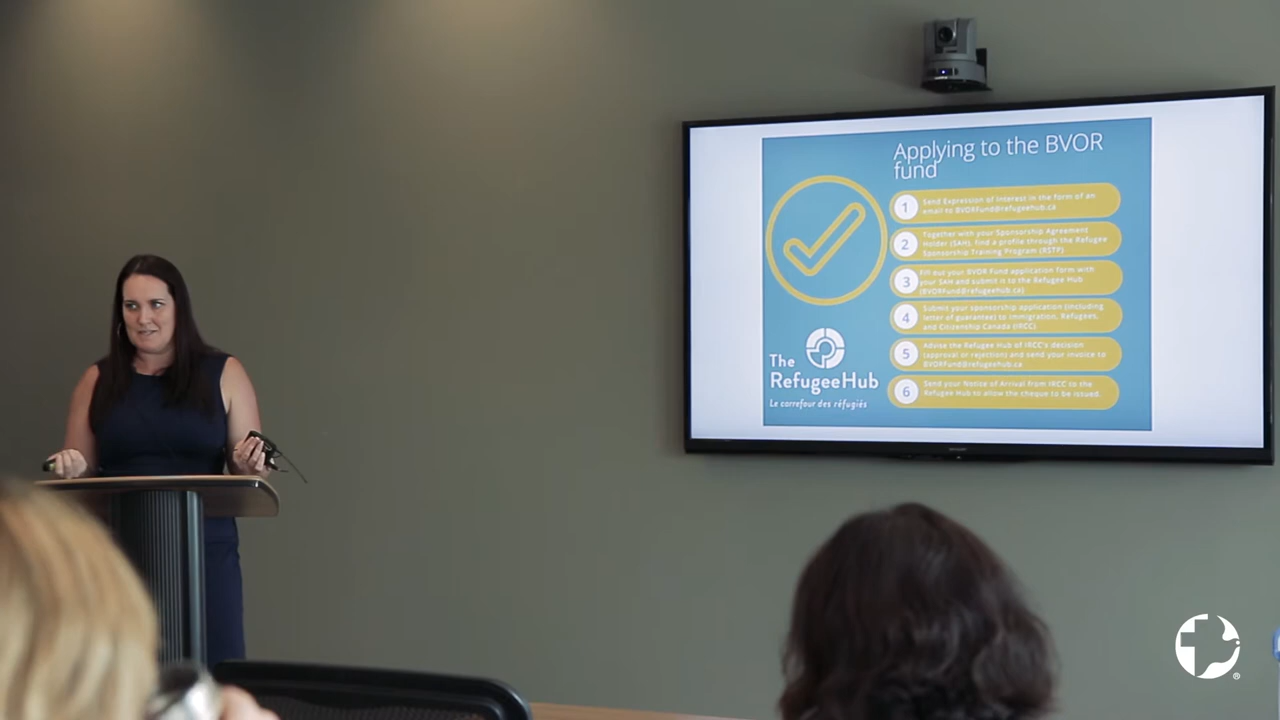 Applying to the BVOR
fund
1
Send Expression of Interest in the form of an
email to BVORFund@refugeehub.ca
2
Together with your Sponsorship Agreement
Holder (SAH), find a profile through the Refugee
Sponsorship Training Program (RSTP)
3
Fill out your BVOR Fund application form with
your SAH and submit is to the Refugee Hub
(BVORFund@refugeehub.ca)
4
Submit your sponsorship application (including
letter of guarantee) to Immigration, Refugees,
and Citizenship Canada (IRCC)
5
Advise the Refugee Hub of IRCC's decision
(approval or rejection) and send your invoice to
BVORFund@refugeehub.ca
6
Send your Notice of Arrival from IRCC to the
Refugee Hub to allow the cheque to be issued.
The
RefugeeHub
Le carrefour des réfugiés
®